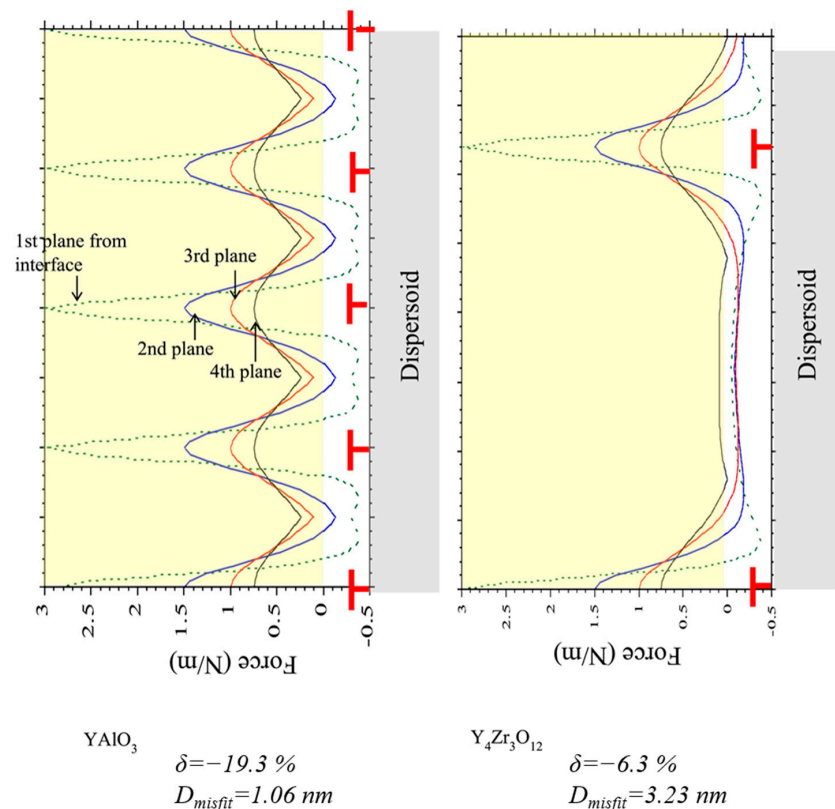 1st plane from
interface
3rd plane
2nd plane
4th plane
Dispersoid
3
2.5
2
1.5
1
0.5
0
-0.5
Force (N/m)
Dispersoid
3
2.5
2
1.5
1
0.5
0
-0.5
Force (N/m)
YAlO₃
δ=−19.3 %
D_misfit=1.06 nm
Y₄Zr₃O₁₂
δ=−6.3 %
D_misfit=3.23 nm